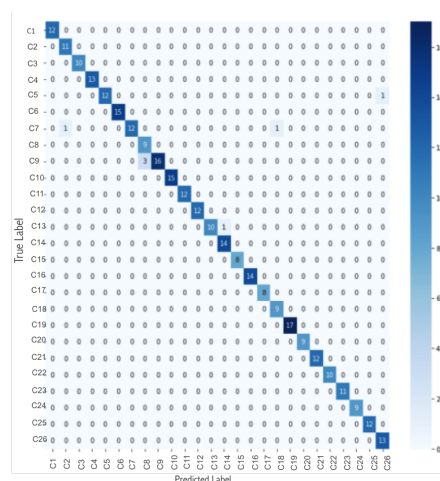 C1 12 0 0 0 0 0 0 0 0 0 0 0 0 0 0 0 0 0 0 0 0 0 0 0 0 0
C2 0 11 0 0 0 0 0 0 0 0 0 0 0 0 0 0 0 0 0 0 0 0 0 0 0 0
C3 0 0 10 0 0 0 0 0 0 0 0 0 0 0 0 0 0 0 0 0 0 0 0 0 0 0
C4 0 0 0 13 0 0 0 0 0 0 0 0 0 0 0 0 0 0 0 0 0 0 0 0 0 0
C5 0 0 0 0 12 0 0 0 0 0 0 0 0 0 0 0 0 0 0 0 0 0 0 0 0 1
C6 0 0 0 0 0 15 0 0 0 0 0 0 0 0 0 0 0 0 0 0 0 0 0 0 0 0
C7 0 1 0 0 0 0 12 0 0 0 0 0 0 0 0 0 0 1 0 0 0 0 0 0 0 0
C8 0 0 0 0 0 0 0 9 0 0 0 0 0 0 0 0 0 0 0 0 0 0 0 0 0 0
C9 0 0 0 0 0 0 0 3 16 0 0 0 0 0 0 0 0 0 0 0 0 0 0 0 0 0
C10 0 0 0 0 0 0 0 0 0 15 0 0 0 0 0 0 0 0 0 0 0 0 0 0 0 0
C11 0 0 0 0 0 0 0 0 0 0 12 0 0 0 0 0 0 0 0 0 0 0 0 0 0 0
C12 0 0 0 0 0 0 0 0 0 0 0 12 0 0 0 0 0 0 0 0 0 0 0 0 0 0
C13 0 0 0 0 0 0 0 0 0 0 0 0 10 1 0 0 0 0 0 0 0 0 0 0 0 0
C14 0 0 0 0 0 0 0 0 0 0 0 0 0 14 0 0 0 0 0 0 0 0 0 0 0 0
C15 0 0 0 0 0 0 0 0 0 0 0 0 0 0 8 0 0 0 0 0 0 0 0 0 0 0
C16 0 0 0 0 0 0 0 0 0 0 0 0 0 0 0 14 0 0 0 0 0 0 0 0 0 0
C17 0 0 0 0 0 0 0 0 0 0 0 0 0 0 0 0 8 0 0 0 0 0 0 0 0 0
C18 0 0 0 0 0 0 0 0 0 0 0 0 0 0 0 0 0 9 0 0 0 0 0 0 0 0
C19 0 0 0 0 0 0 0 0 0 0 0 0 0 0 0 0 0 0 17 0 0 0 0 0 0 0
C20 0 0 0 0 0 0 0 0 0 0 0 0 0 0 0 0 0 0 0 9 0 0 0 0 0 0
C21 0 0 0 0 0 0 0 0 0 0 0 0 0 0 0 0 0 0 0 0 12 0 0 0 0 0
C22 0 0 0 0 0 0 0 0 0 0 0 0 0 0 0 0 0 0 0 0 0 10 0 0 0 0
C23 0 0 0 0 0 0 0 0 0 0 0 0 0 0 0 0 0 0 0 0 0 0 11 0 0 0
C24 0 0 0 0 0 0 0 0 0 0 0 0 0 0 0 0 0 0 0 0 0 0 0 9 0 0
C25 0 0 0 0 0 0 0 0 0 0 0 0 0 0 0 0 0 0 0 0 0 0 0 0 12 0
C26 0 0 0 0 0 0 0 0 0 0 0 0 0 0 0 0 0 0 0 0 0 0 0 0 0 13
True Label
C1 C2 C3 C4 C5 C6 C7 C8 C9 C10 C11 C12 C13 C14 C15 C16 C17 C18 C19 C20 C21 C22 C23 C24 C25 C26
Predicted Label
8
6
4
2
0